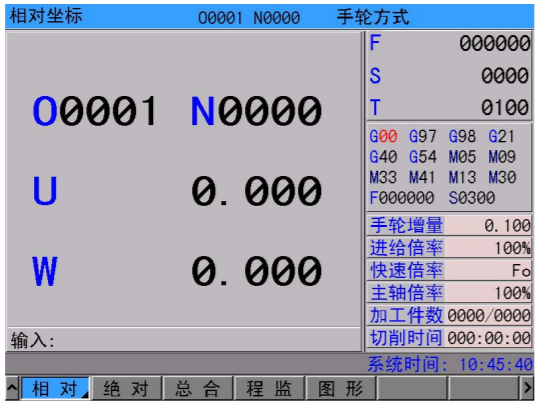 相对坐标 O0001 N0000 手轮方式
O0001 N0000
U 0.000
W 0.000
输入:
F 000000
S 0000
T 0100
G00 G97 G98 G21
G40 G54 M05 M09
M33 M41 M13 M30
F000000 S0300
手轮增量 0.100
进给倍率 100%
快速倍率 Fo
主轴倍率 100%
加工件数 0000/0000
切削时间 000:00:00
系统时间: 10:45:40
相 对 绝 对 总 合 程 监 图 形